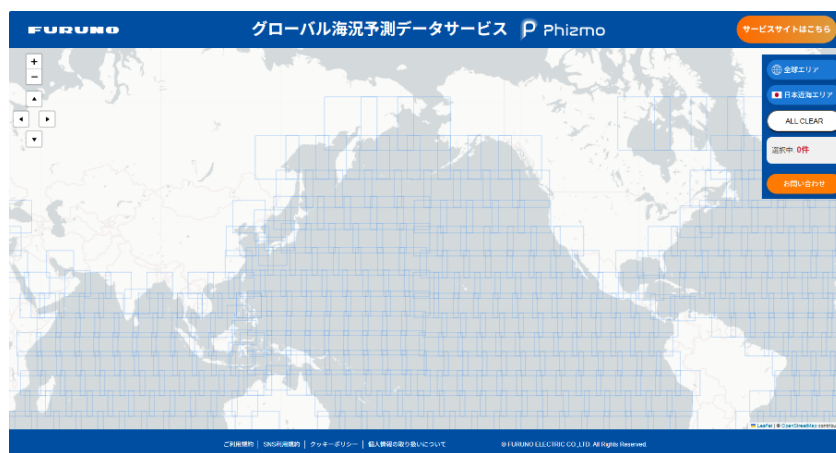 FURUNO
グローバル海況予測データサービス Phizmo
サービスサイトはこちら
+
−
全球エリア
日本近海エリア
ALL CLEAR
選択中: 0件
お問い合わせ
Leaflet | © OpenStreetMap
ご利用規約 | SNS利用規約 | クッキーポリシー | 個人情報の取り扱いについて
© FURUNO ELECTRIC CO.,LTD. All Rights Reserved.